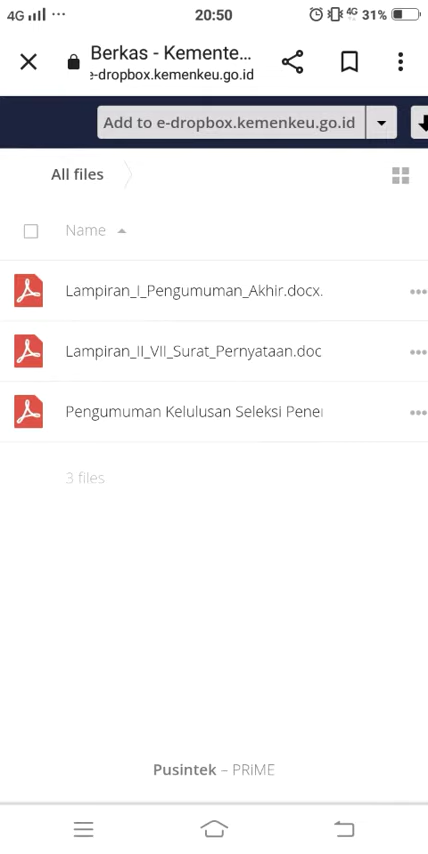 4G 20:50 4G 31%
Berkas - Kemente...
e-dropbox.kemenkeu.go.id
Add to e-dropbox.kemenkeu.go.id
All files
Name
Lampiran_I_Pengumuman_Akhir.docx.
Lampiran_II_VII_Surat_Pernyataan.doc
Pengumuman Kelulusan Seleksi
3 files
Pusintek – PRIME